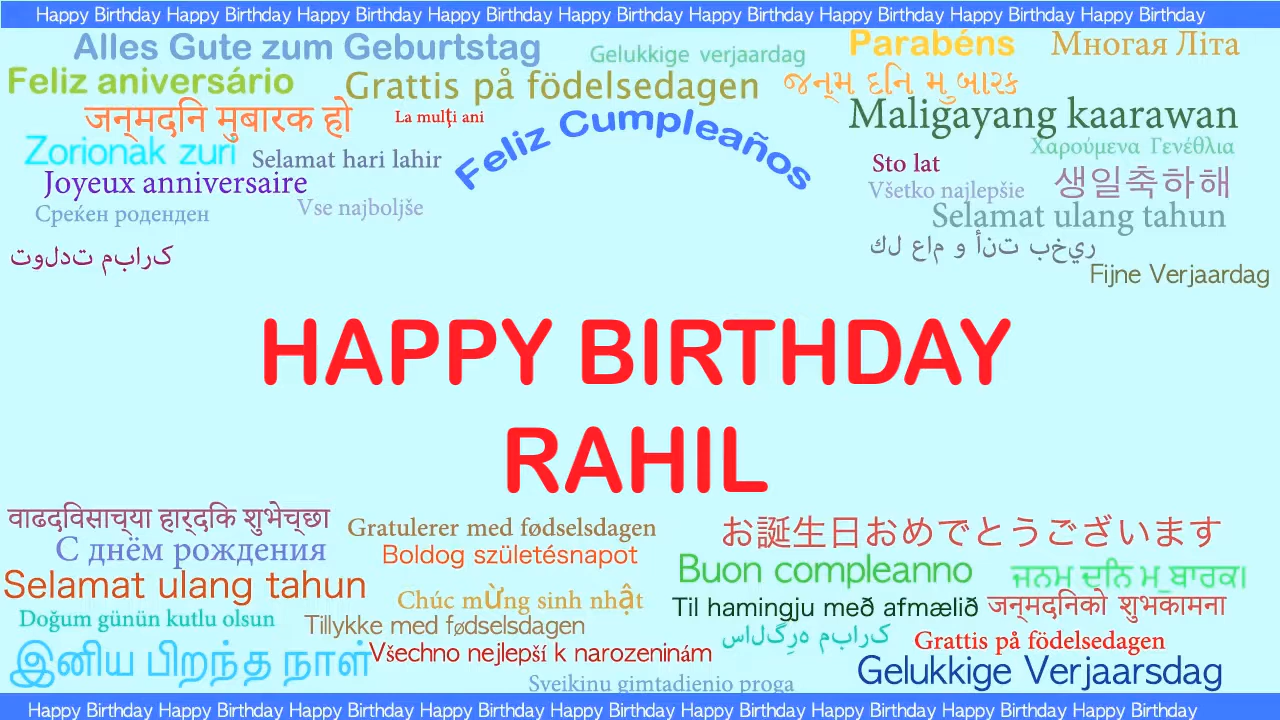 Happy Birthday Happy Birthday Happy Birthday Happy Birthday Happy Birthday Happy Birthday Happy Birthday Happy Birthday Happy Birthday
Alles Gute zum Geburtstag
Gelukkige verjaardag
Parabéns
Многая Літа
Feliz aniversário
Grattis på födelsedagen
જન્મ દિન મુબારક
जन्मदिन मुबारक हो
La mulți ani
Feliz Cumpleaños
Maligayang kaarawan
Zorionak zuri
Selamat hari lahir
Χαρούμενα Γενέθλια
Sto lat
Joyeux anniversaire
Všetko najlepšie
생일축하해
Среќен роденден
Vse najboljše
Selamat ulang tahun
تولدت مبارک
كل عام و أنت بخير
Fijne Verjaardag
HAPPY BIRTHDAY
RAHIL
वाढदिवसाच्या हार्दिक शुभेच्छा
Gratulerer med fødselsdagen
お誕生日おめでとうございます
С днём рождения
Boldog születésnapot
Buon compleanno
ਜਨਮ ਦਿਨ ਮੁਬਾਰਕ।
Selamat ulang tahun
Chúc mừng sinh nhật
Til hamingju með afmælið
जन्मदिनको शुभकामना
Doğum günün kutlu olsun
Tillykke med fødselsdagen
سالگرہ مبارک
Grattis på födelsedagen
இனிய பிறந்த நாள்
Všechno nejlepší k narozeninám
Gelukkige Verjaarsdag
Sveikinu gimtadienio proga
Happy Birthday Happy Birthday Happy Birthday Happy Birthday Happy Birthday Happy Birthday Happy Birthday Happy Birthday Happy Birthday